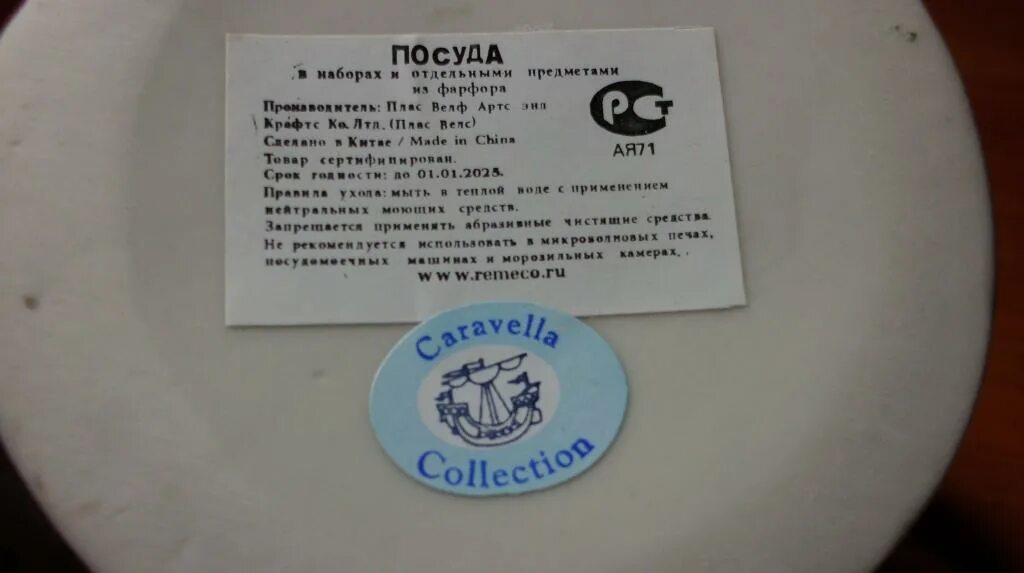 ПОСУДА
в наборах и отдельными предметами
из фарфора
Производитель: Плас Велф Артс энд
Крафтс Ко. Лтд. (Плас Велс)
Сделано в Китае / Made in China
Товар сертифицирован.
Срок годности: до 01.01.2025.
Правила ухода: мыть в теплой воде с применением
нейтральных моющих средств.
Запрещается применять абразивные чистящие средства
Не рекомендуется использовать в микроволновых печах,
посудомоечных машинах и морозильных камерах.
www.remeco.ru
РСТ
АЯ71
Caravella
Collection